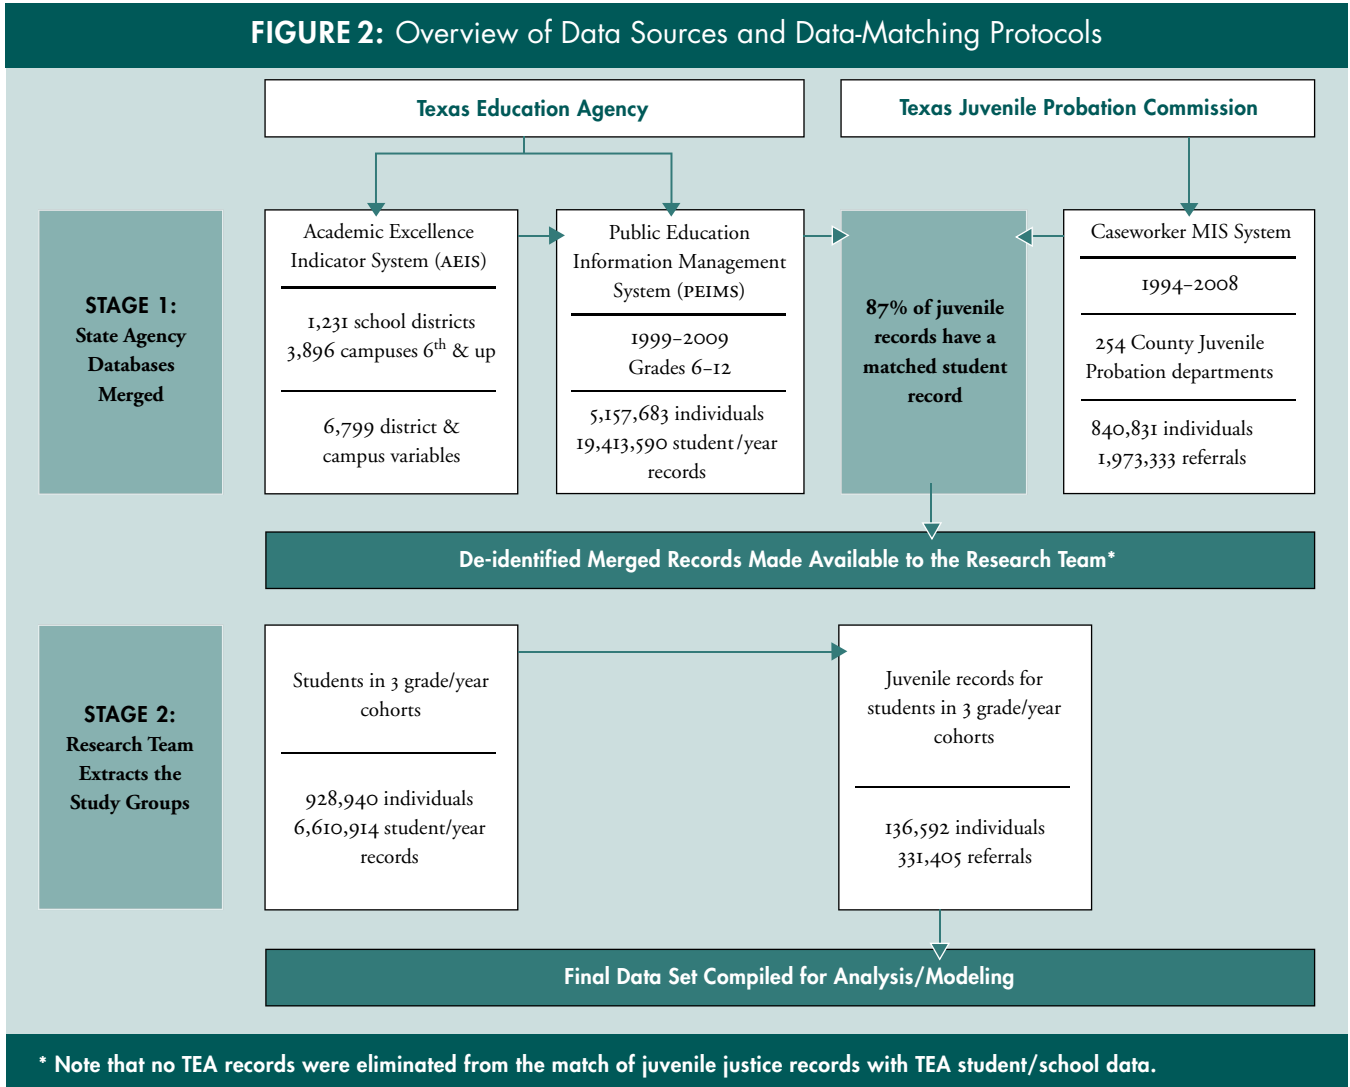 FIGURE 2: Overview of Data Sources and Data-Matching Protocols
Texas Education Agency
Texas Juvenile Probation Commission
STAGE 1:
State Agency
Databases
Merged
Academic Excellence
Indicator System (AEIS)
1,231 school districts
3,896 campuses 6th & up
6,799 district &
campus variables
Public Education
Information Management
System (PEIMS)
1999–2009
Grades 6–12
5,157,683 individuals
19,413,590 student/year
records
87% of juvenile
records have a
matched student
record
Caseworker MIS System
1994–2008
254 County Juvenile
Probation departments
840,831 individuals
1,973,333 referrals
De-identified Merged Records Made Available to the Research Team*
STAGE 2:
Research Team
Extracts the
Study Groups
Students in 3 grade/year
cohorts
928,940 individuals
6,610,914 student/year
records
Juvenile records for
students in 3 grade/year
cohorts
136,592 individuals
331,405 referrals
Final Data Set Compiled for Analysis/Modeling
* Note that no TEA records were eliminated from the match of juvenile justice records with TEA student/school data.